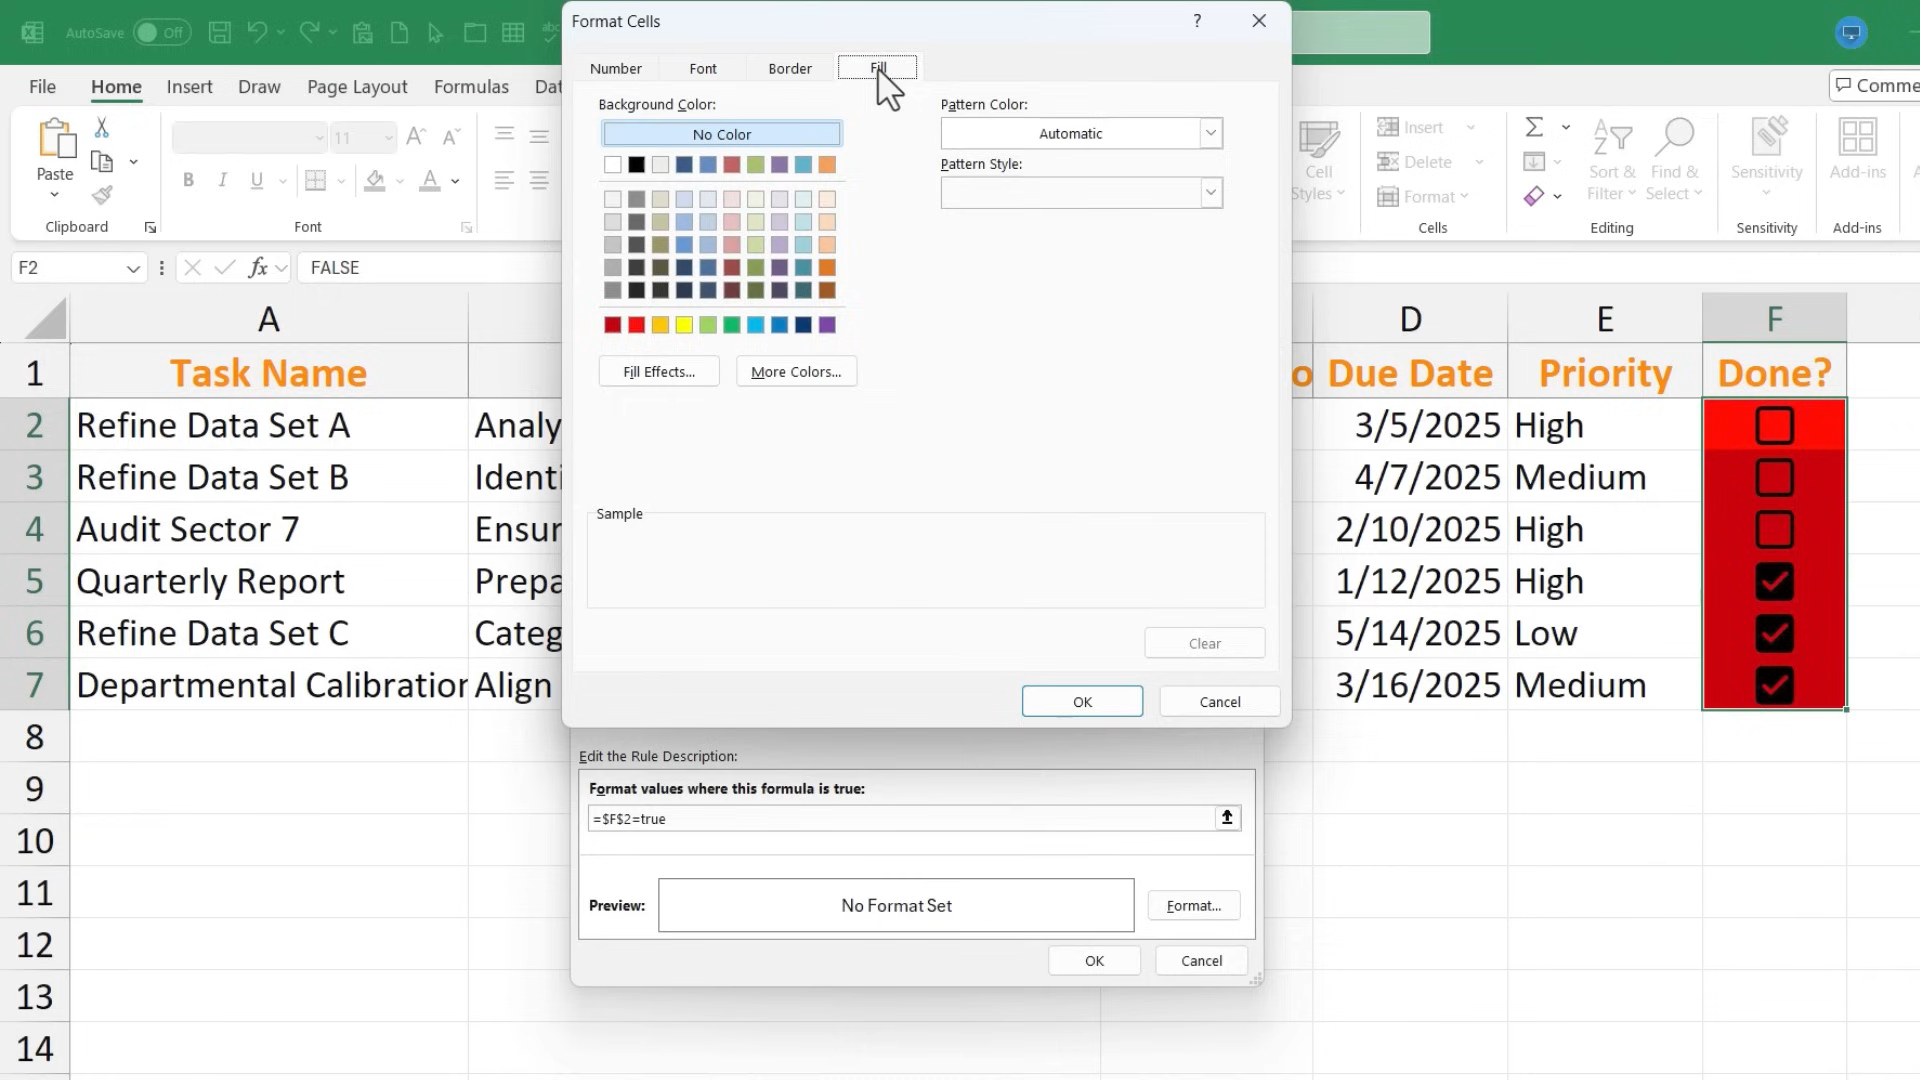 Format Cells
?
AutoSave Off
File Home Insert Draw Page Layout Formulas Dat
Number Font Border Fill
Background Color:
No Color
Pattern Color:
Automatic
Pattern Style:
Fill Effects... More Colors...
Sample
Clear
OK Cancel
Comme
Paste
Clipboard
11
B I U
Font
Cell
Styles
Insert
Delete
Format
Cells
Sort &
Filter
Find &
Select
Editing
Sensitivity
Sensitivity
Add-ins
Add-ins
F2 fx FALSE
A D E F
1 Task Name o Due Date Priority Done?
2 Refine Data Set A Analy 3/5/2025 High
3 Refine Data Set B Identi 4/7/2025 Medium
4 Audit Sector 7 Ensur 2/10/2025 High
5 Quarterly Report Prepa 1/12/2025 High
6 Refine Data Set C Categ 5/14/2025 Low
7 Departmental Calibration Align 3/16/2025 Medium
8
9
10
11
12
13
14
Edit the Rule Description:
Format values where this formula is true:
=$F$2=true
Preview: No Format Set Format...
OK Cancel